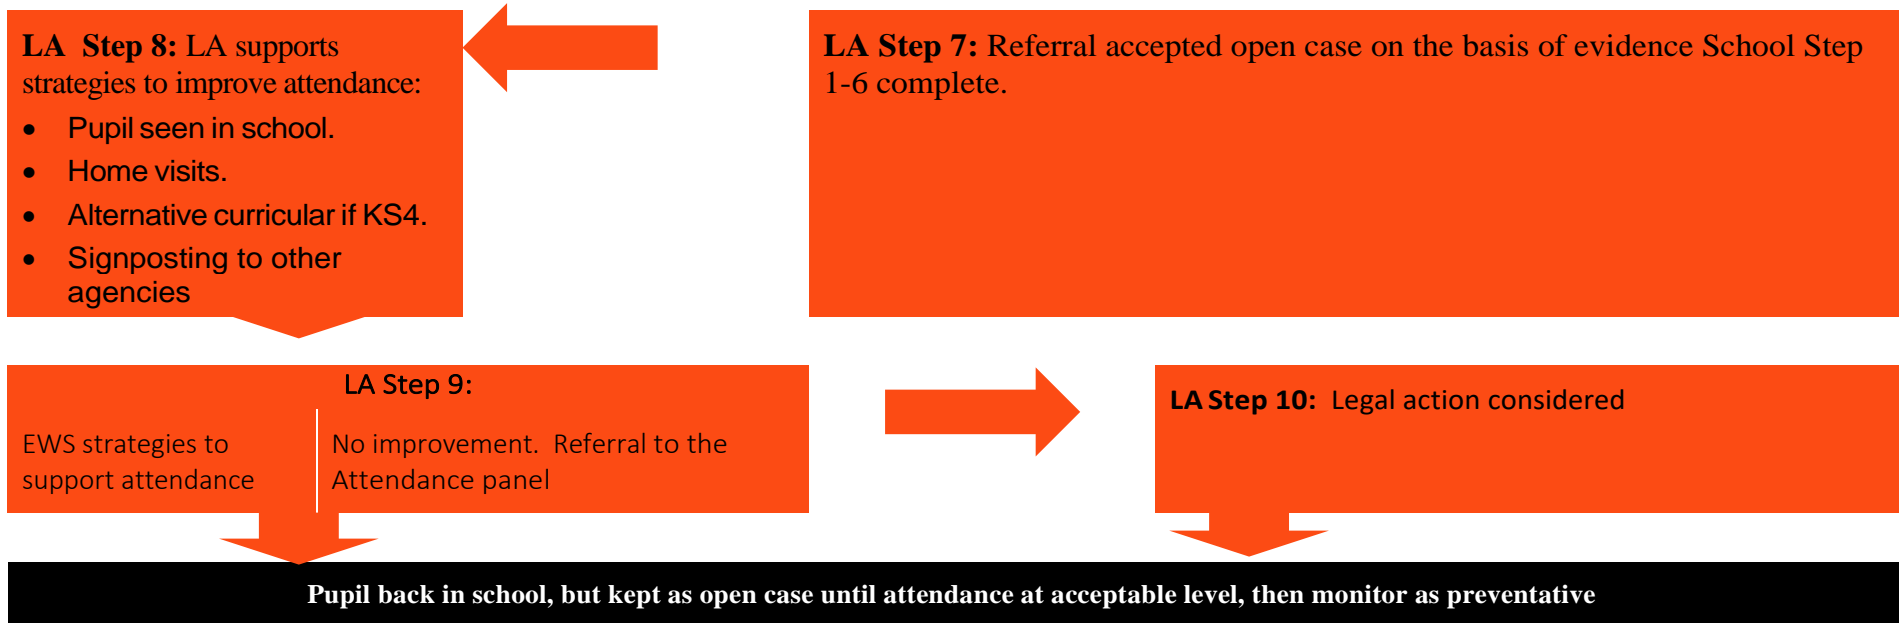 LA Step 8: LA supports
strategies to improve attendance:
• Pupil seen in school.
• Home visits.
• Alternative curricular if KS4.
• Signposting to other
agencies
LA Step 7: Referral accepted open case on the basis of evidence School Step
1-6 complete.
LA Step 9:
EWS strategies to
support attendance
No improvement. Referral to the
Attendance panel
LA Step 10: Legal action considered
Pupil back in school, but kept as open case until attendance at acceptable level, then monitor as preventative